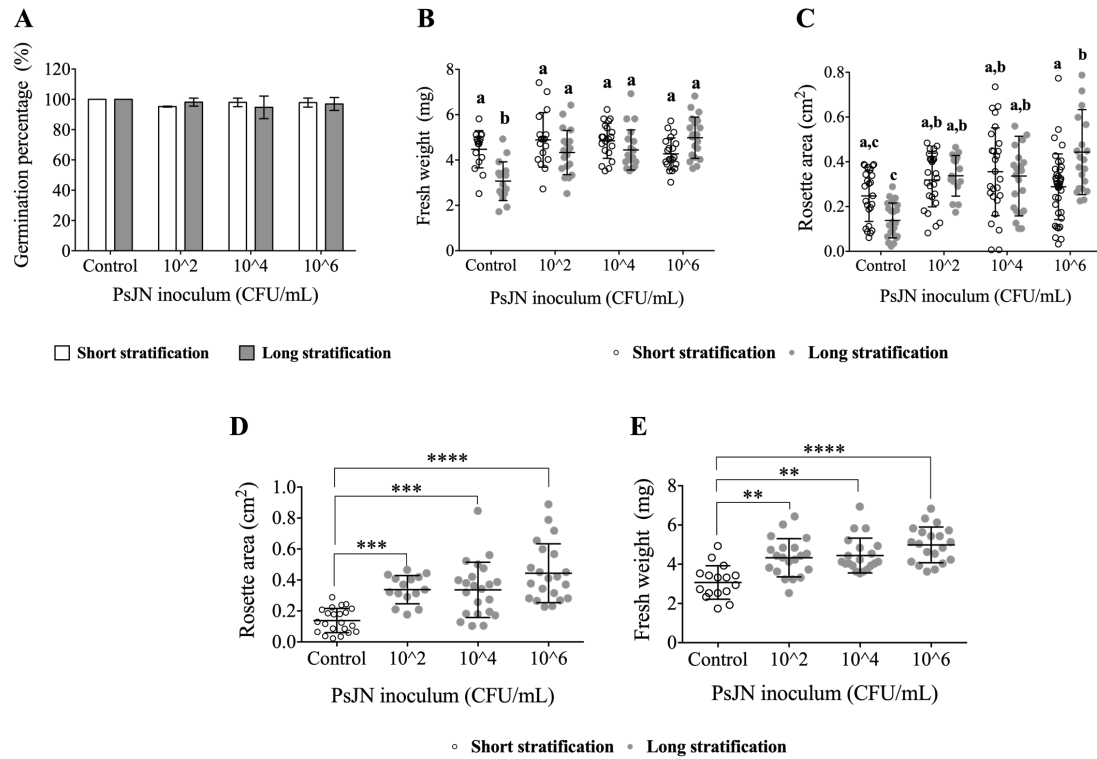 A
Germination percentage (%)
120
100
80
60
40
20
0
Control
10^2
10^4
10^6
PsJN inoculum (CFU/mL)
B
Fresh weight (mg)
8
6
4
2
0
a
b
a
a
a
a
a
a
Control
10^2
10^4
10^6
PsJN inoculum (CFU/mL)
C
Rosette area (cm²)
0.8
0.6
0.4
0.2
0.0
a,c
c
a,b
a,b
a,b
a,b
a
b
Control
10^2
10^4
10^6
PsJN inoculum (CFU/mL)
Short stratification
Long stratification
Short stratification
Long stratification
D
Rosette area (cm²)
1.0
0.8
0.6
0.4
0.2
0.0
****
***
***
Control
10^2
10^4
10^6
PsJN inoculum (CFU/mL)
E
Fresh weight (mg)
8
6
4
2
0
****
**
**
Control
10^2
10^4
10^6
PsJN inoculum (CFU/mL)
Short stratification
Long stratification